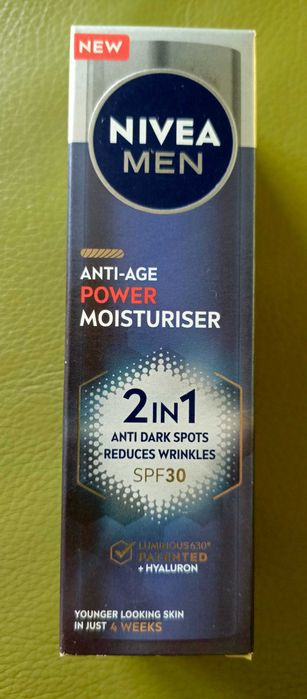 NEW
NIVEA
MEN
ANTI-AGE
POWER
MOISTURISER
2IN1
ANTI DARK SPOTS
REDUCES WRINKLES
SPF30
LUMINOUS630®
PATENTED
+ HYALURON
YOUNGER LOOKING SKIN
IN JUST 4 WEEKS